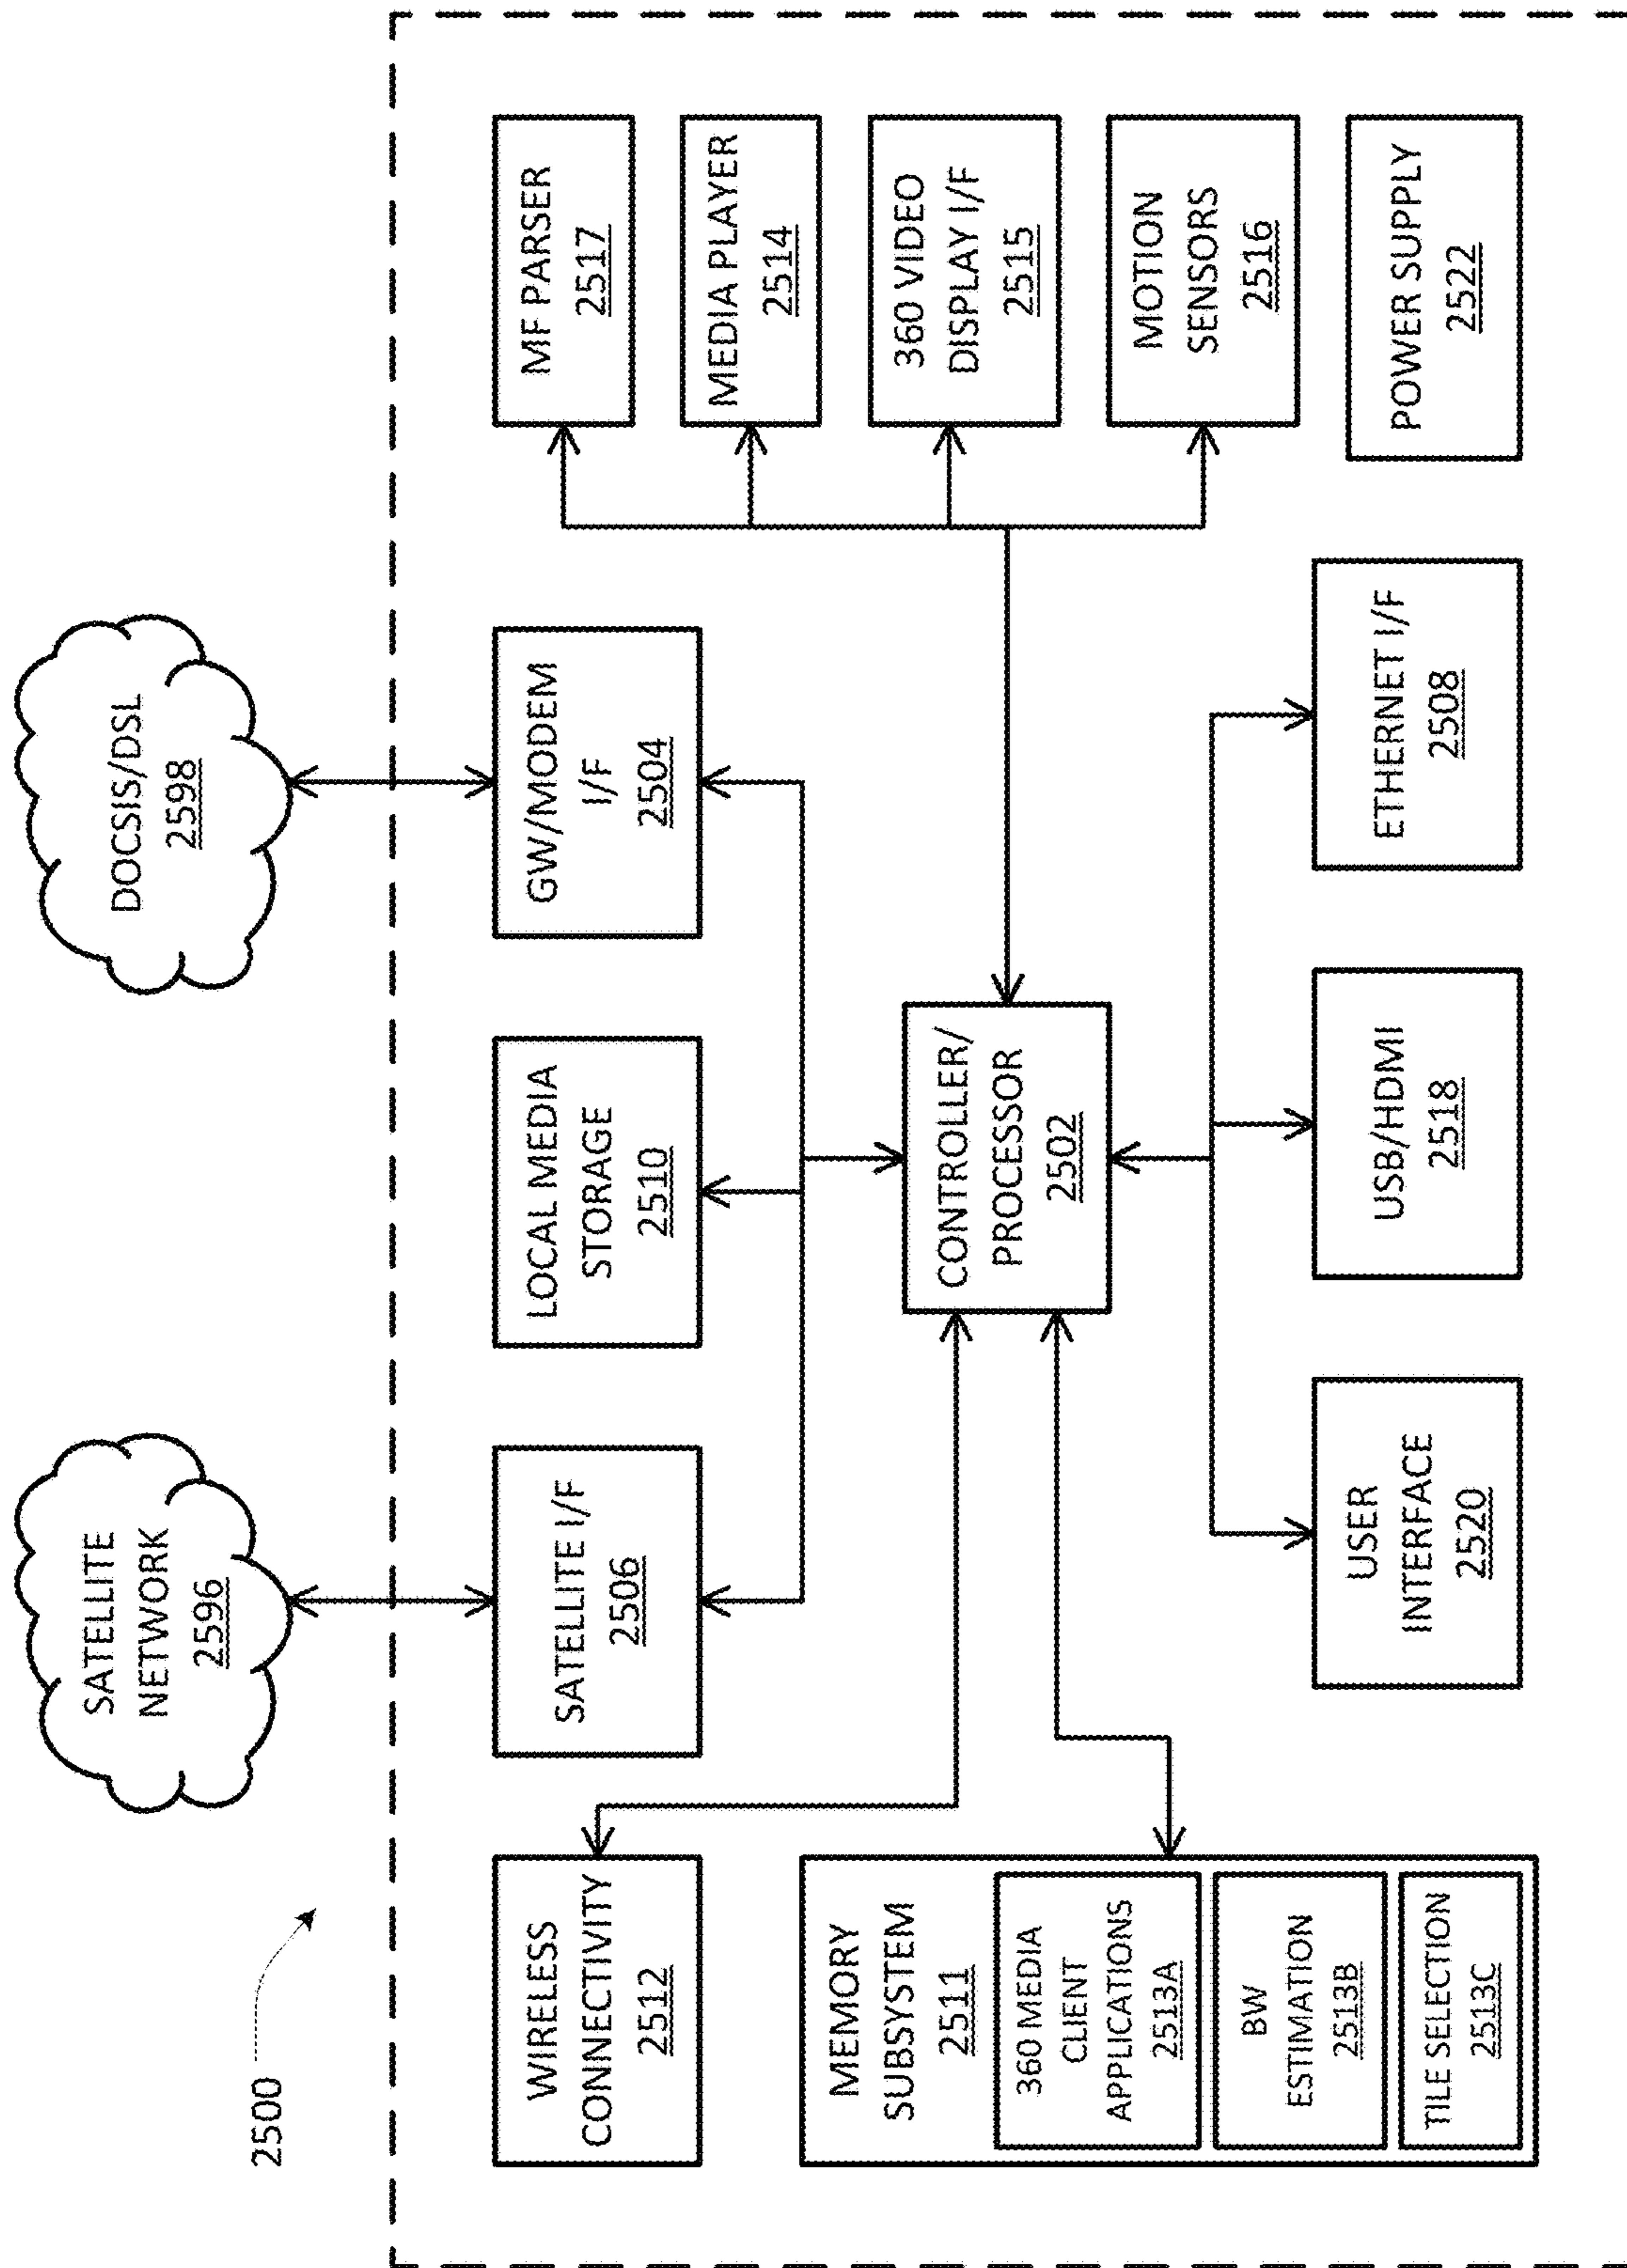 2500
SATELLITE
NETWORK
2596
DOCSIS/DSL
2598
WIRELESS
CONNECTIVITY
2512
SATELLITE I/F
2506
LOCAL MEDIA
STORAGE
2510
GW/MODEM
I/F
2504
MF PARSER
2517
MEDIA PLAYER
2514
360 VIDEO
DISPLAY I/F
2515
MOTION
SENSORS
2516
POWER SUPPLY
2522
CONTROLLER/
PROCESSOR
2502
MEMORY
SUBSYSTEM
2511
360 MEDIA
CLIENT
APPLICATIONS
2513A
BW
ESTIMATION
2513B
TILE SELECTION
2513C
USER
INTERFACE
2520
USB/HDMI
2518
ETHERNET I/F
2508